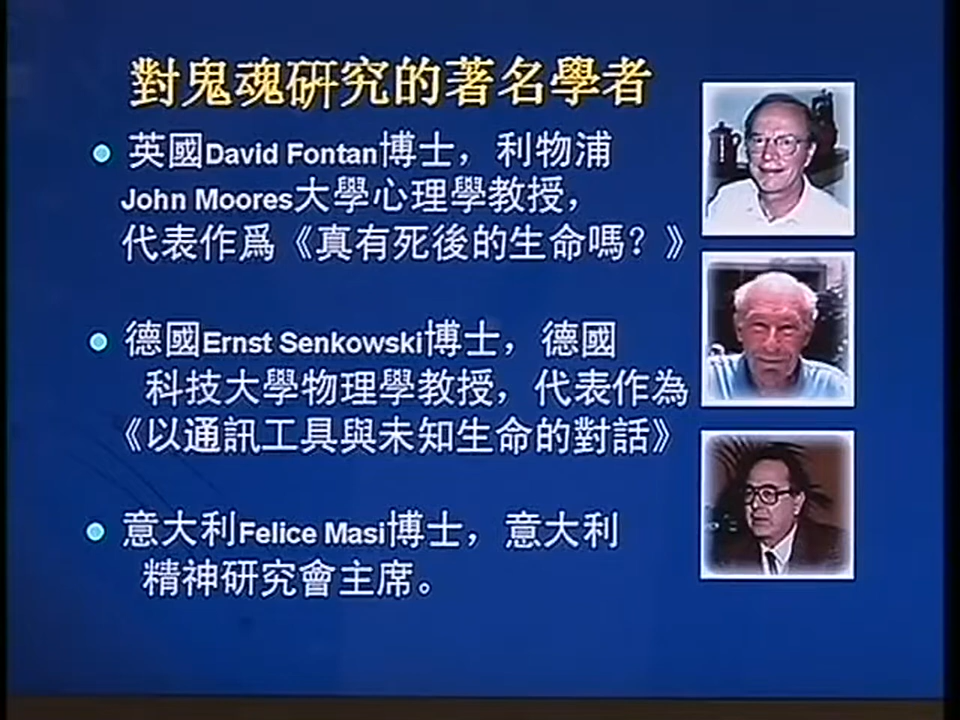 對鬼魂研究的著名學者
英國David Fontan博士，利物浦
John Moores大學心理學教授，
代表作爲《真有死後的生命嗎？》
德國Ernst Senkowski博士，德國
科技大學物理學教授，代表作為
《以通訊工具與未知生命的對話》
意大利Felice Masi博士，意大利
精神研究會主席。